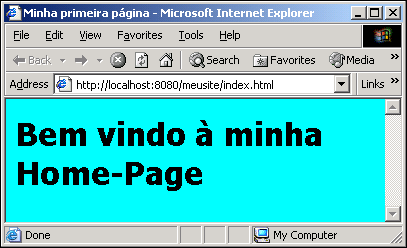 Minha primeira página - Microsoft Internet Explorer
File Edit View Favorites Tools Help
Back Search Favorites Media »
Address http://localhost:8080/meusite/index.html Links »
Bem vindo à minha
Home-Page
Done My Computer